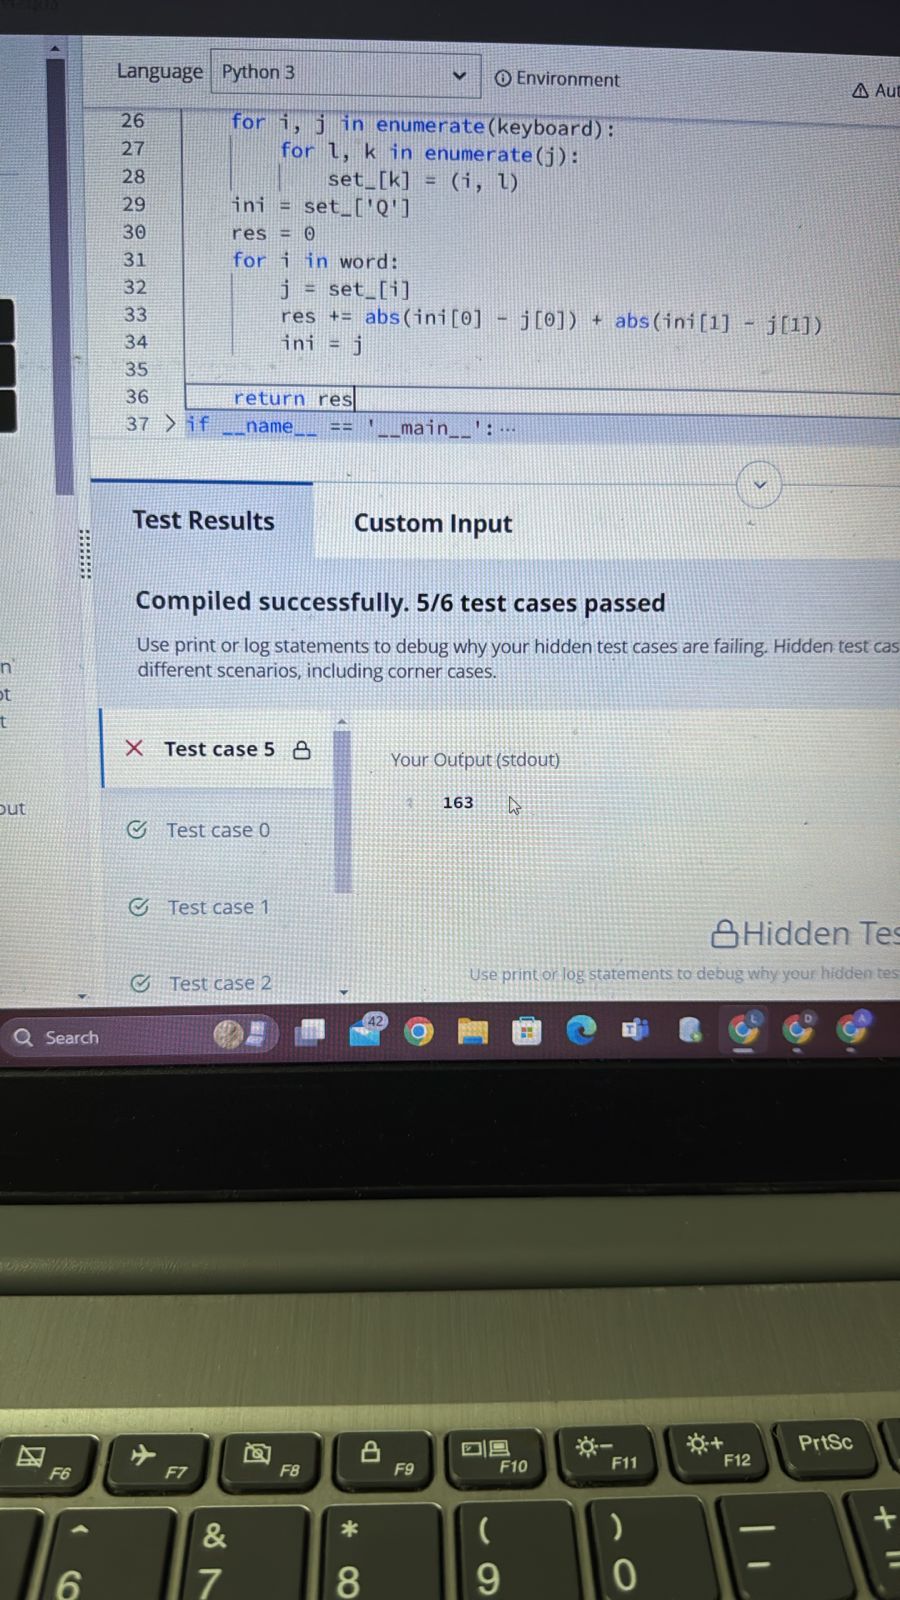 Language Python 3 Environment Aut
26 for i, j in enumerate(keyboard):
27 for l, k in enumerate(j):
28 set_[k] = (i, l)
29 ini = set_['Q']
30 res = 0
31 for i in word:
32 j = set_[i]
33 res += abs(ini[0] - j[0]) + abs(ini[1] - j[1])
34 ini = j
35
36 return res
37 if __name__ == '__main__': ...
Test Results Custom Input
Compiled successfully. 5/6 test cases passed
Use print or log statements to debug why your hidden test cases are failing. Hidden test cas
different scenarios, including corner cases.
n
ot
t
out
Test case 5
Your Output (stdout)
163
Test case 0
Test case 1
Test case 2
Hidden Tes
Use print or log statements to debug why your hidden tes
Search 42 T L D A
F6 F7 F8 F9 F10 F11 F12 PrtSc
^ & * ( ) — +
6 7 8 9 0 - =